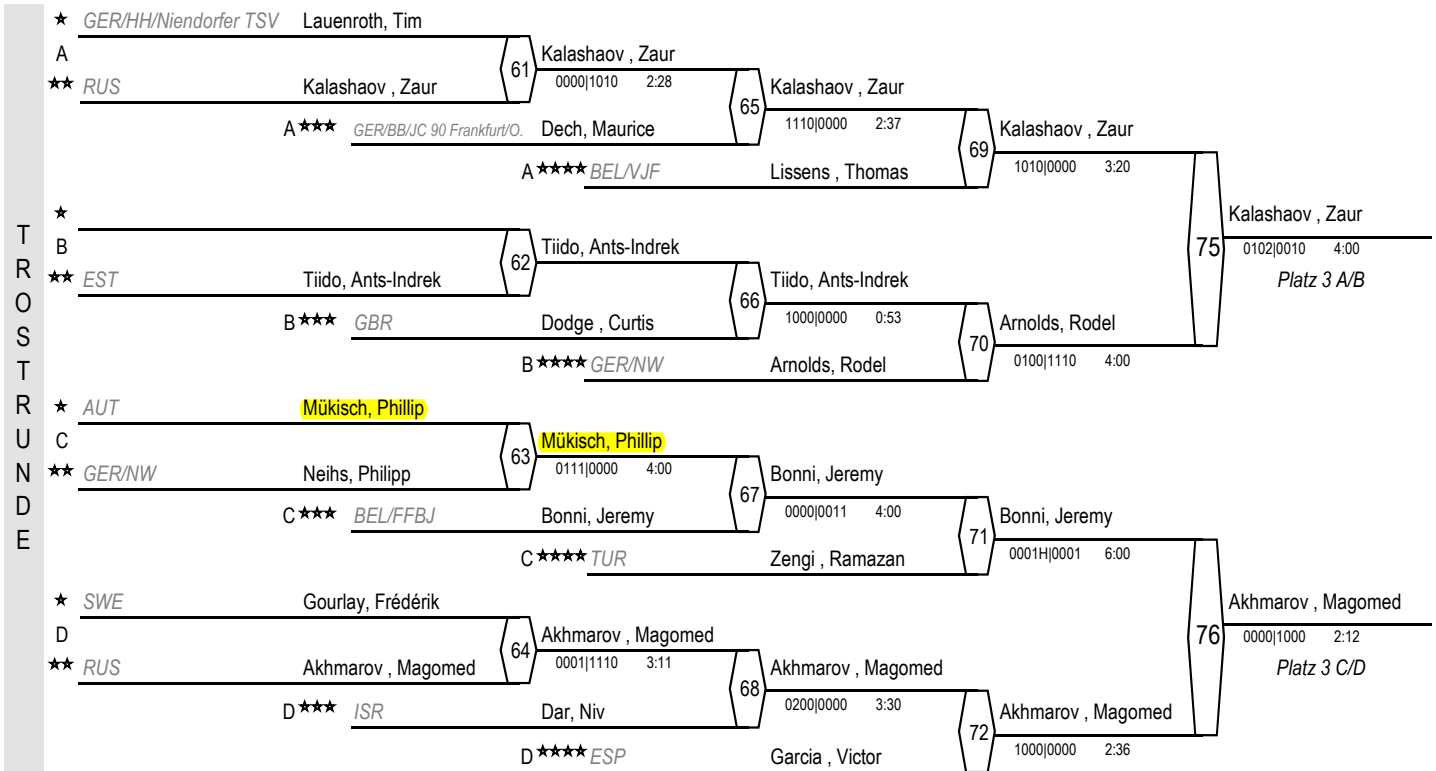 TROSTRUNDE
★ GER/HH/Niendorfer TSV Lauenroth, Tim
A
★★ RUS Kalashaov , Zaur
61
Kalashaov , Zaur
0000|1010 2:28
A★★★ GER/BB/JC 90 Frankfurt/O. Dech, Maurice
65
Kalashaov , Zaur
1110|0000 2:37
A★★★★ BEL/VJF Lissens , Thomas
69
Kalashaov , Zaur
1010|0000 3:20
★
B
★★ EST Tiido, Ants-Indrek
62
Tiido, Ants-Indrek
B★★★ GBR Dodge , Curtis
66
Tiido, Ants-Indrek
1000|0000 0:53
B★★★★ GER/NW Arnolds, Rodel
70
Arnolds, Rodel
0100|1110 4:00
75
Kalashaov , Zaur
0102|0010 4:00
Platz 3 A/B
★ AUT Mükisch, Phillip
C
★★ GER/NW Neihs, Philipp
63
Mükisch, Phillip
0111|0000 4:00
C★★★ BEL/FFBJ Bonni, Jeremy
67
Bonni, Jeremy
0000|0011 4:00
C★★★★ TUR Zengi , Ramazan
71
Bonni, Jeremy
0001H|0001 6:00
★ SWE Gourlay, Frédérik
D
★★ RUS Akhmarov , Magomed
64
Akhmarov , Magomed
0001|1110 3:11
D★★★ ISR Dar, Niv
68
Akhmarov , Magomed
0200|0000 3:30
D★★★★ ESP Garcia , Victor
72
Akhmarov , Magomed
1000|0000 2:36
76
Akhmarov , Magomed
0000|1000 2:12
Platz 3 C/D